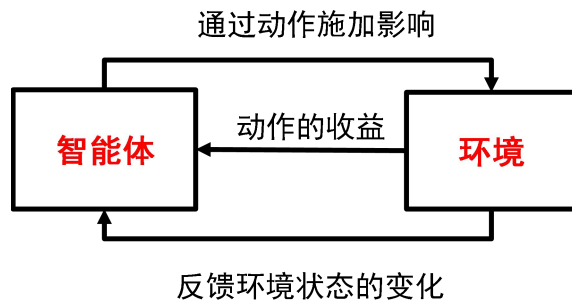 通过动作施加影响
智能体
动作的收益
环境
反馈环境状态的变化